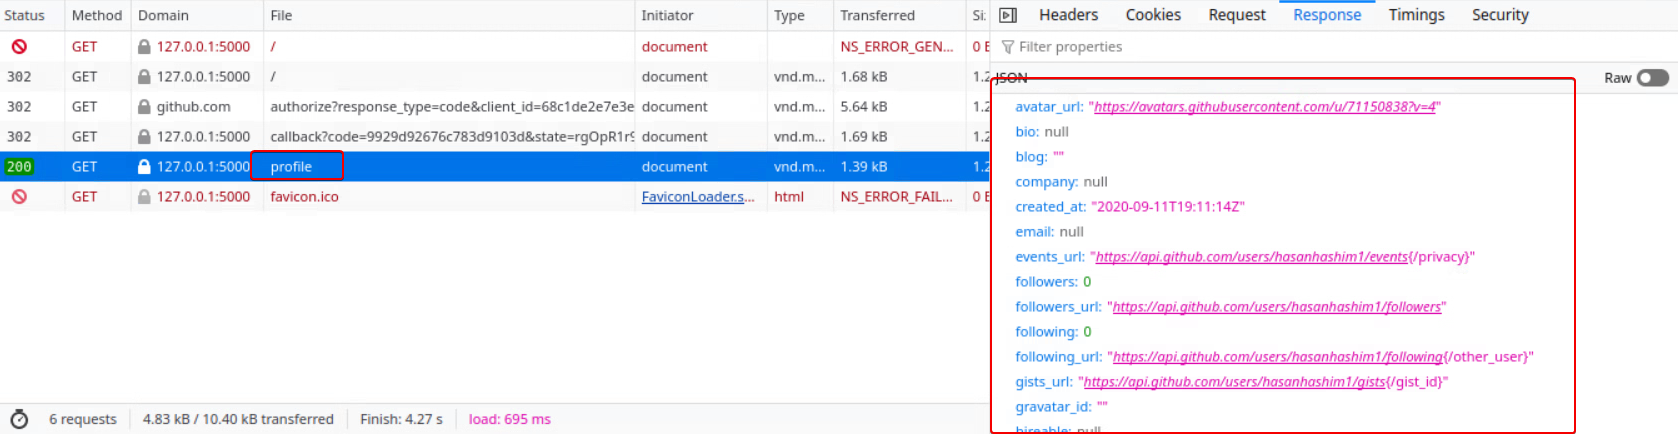 Status Method Domain File Initiator Type Transferred Si: Headers Cookies Request Response Timings Security
GET 127.0.0.1:5000 / document NS_ERROR_GEN... 0 B Filter properties
302 GET 127.0.0.1:5000 / document vnd.m... 1.68 kB 1.2 JSON Raw
302 GET github.com authorize?response_type=code&client_id=68c1de2e7e3e document vnd.m... 5.64 kB 1.2 avatar_url: "https://avatars.githubusercontent.com/u/71150838?v=4"
302 GET 127.0.0.1:5000 callback?code=9929d92676c783d9103d&state=rgOpR1r9 document vnd.m... 1.69 kB 1.2 bio: null
blog: ""
200 GET 127.0.0.1:5000 profile document vnd.m... 1.39 kB 1.2
company: null
GET 127.0.0.1:5000 favicon.ico FaviconLoader.s... html NS_ERROR_FAIL... 0 B created_at: "2020-09-11T19:11:14Z"
email: null
events_url: "https://api.github.com/users/hasanhashim1/events{/privacy}"
followers: 0
followers_url: "https://api.github.com/users/hasanhashim1/followers"
following: 0
following_url: "https://api.github.com/users/hasanhashim1/following{/other_user}"
gists_url: "https://api.github.com/users/hasanhashim1/gists{/gist_id}"
gravatar_id: ""
hireable: null
6 requests 4.83 kB / 10.40 kB transferred Finish: 4.27 s load: 695 ms